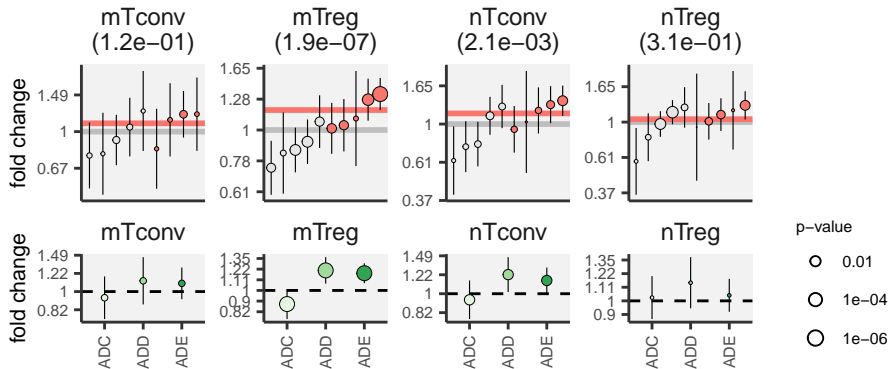 mTconv
(1.2e−01)
mTreg
(1.9e−07)
nTconv
(2.1e−03)
nTreg
(3.1e−01)
fold change
1.49
1
0.67
1.65
1.28
1
0.78
0.61
1.65
1
0.61
0.37
1.65
1
0.61
0.37
mTconv
mTreg
nTconv
nTreg
fold change
1.49
1.22
1
0.82
1.35
1.22
1.11
1
0.9
0.82
1.49
1.22
1
0.82
1.35
1.22
1.11
1
0.9
ADC
ADD
ADE
ADC
ADD
ADE
ADC
ADD
ADE
ADC
ADD
ADE
p−value
0.01
1e−04
1e−06